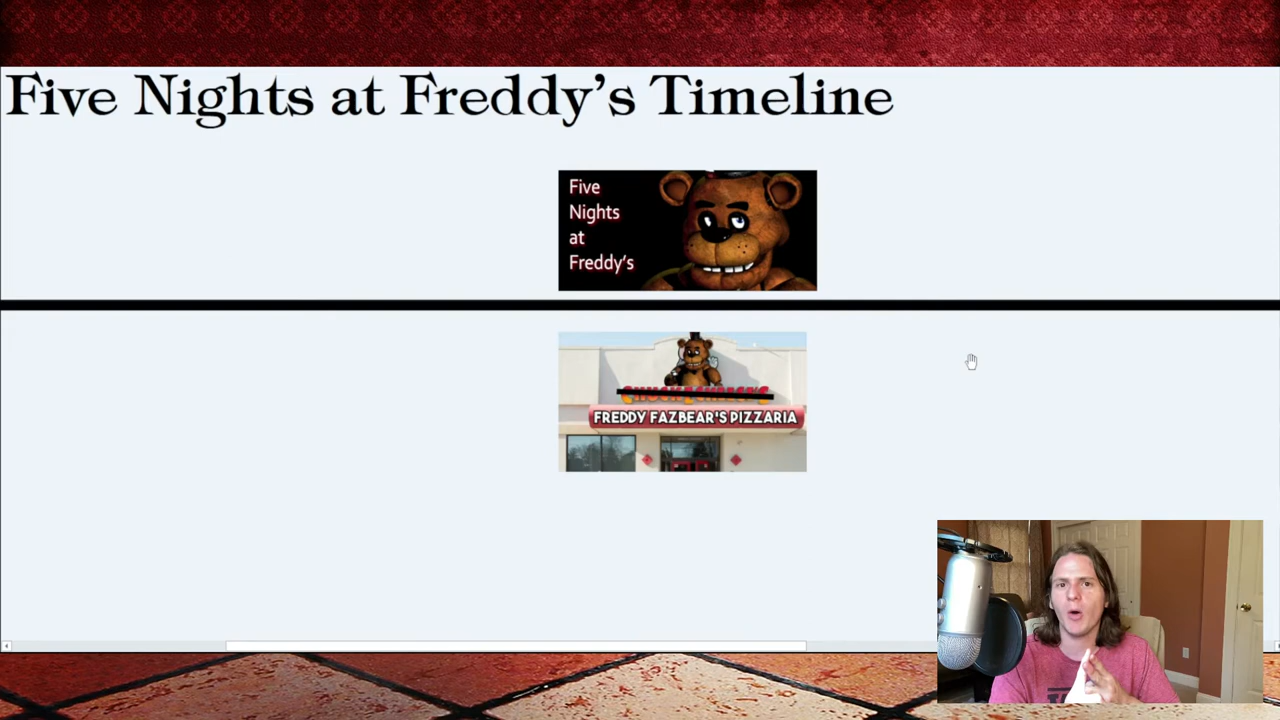 Five Nights at Freddy's Timeline
Five
Nights
at
Freddy's
FREDDY FAZBEAR'S PIZZARIA